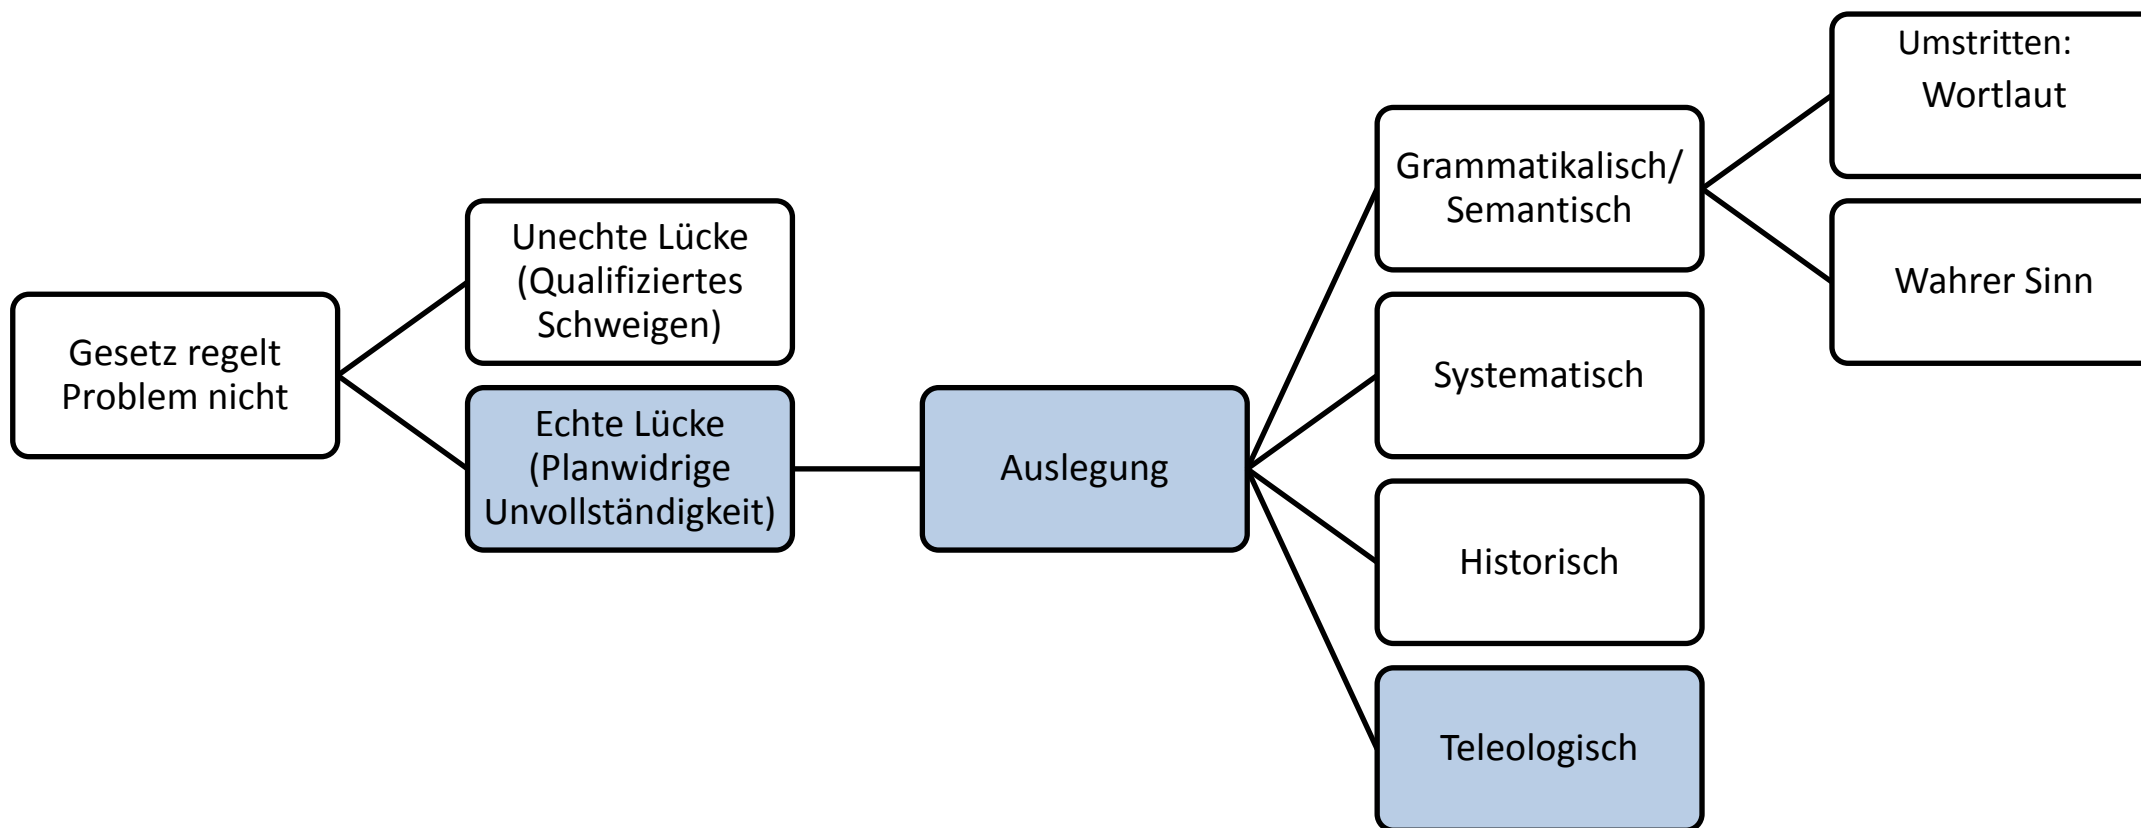 Gesetz regelt
Problem nicht
Unechte Lücke
(Qualifiziertes
Schweigen)
Echte Lücke
(Planwidrige
Unvollständigkeit)
Auslegung
Grammatikalisch/
Semantisch
Systematisch
Historisch
Teleologisch
Umstritten:
Wortlaut
Wahrer Sinn